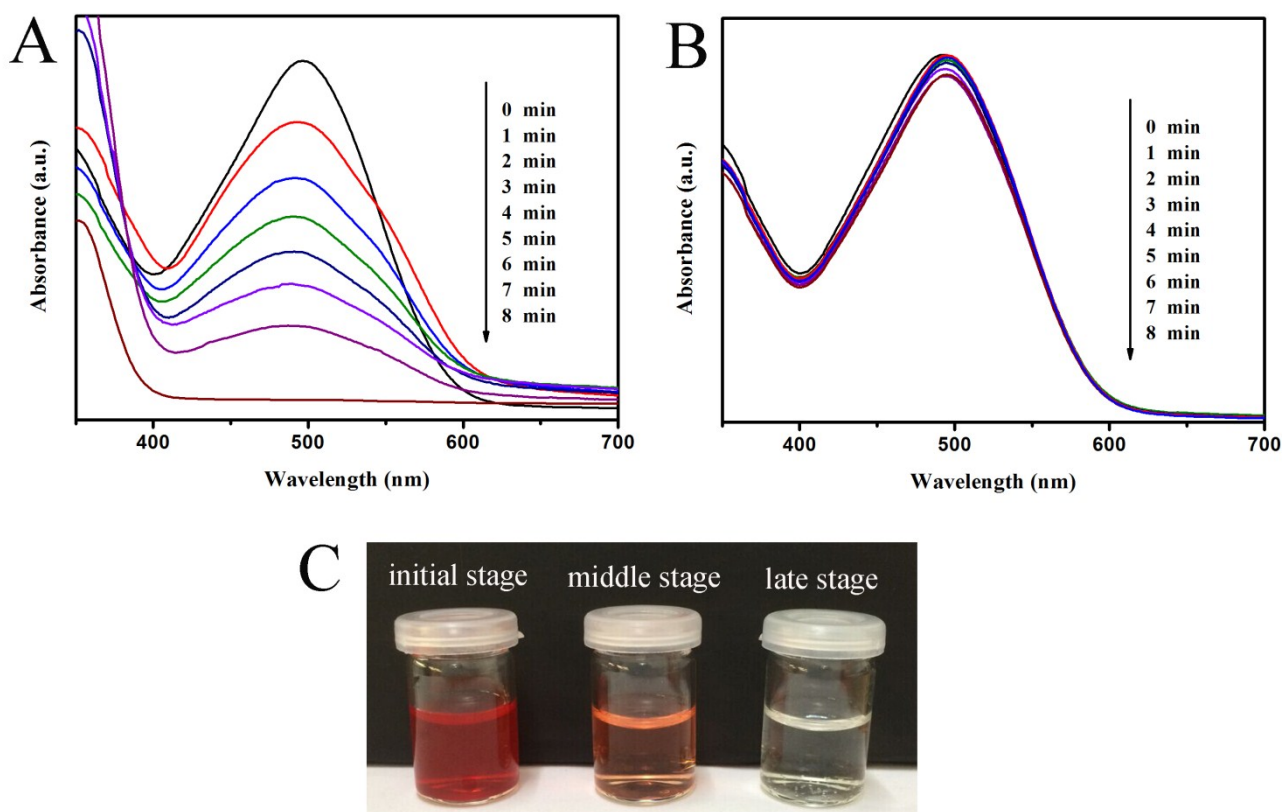 A
Absorbance (a.u.)
0 min
1 min
2 min
3 min
4 min
5 min
6 min
7 min
8 min
400
500
600
700
Wavelength (nm)
B
Absorbance (a.u.)
0 min
1 min
2 min
3 min
4 min
5 min
6 min
7 min
8 min
400
500
600
700
Wavelength (nm)
C
initial stage
middle stage
late stage